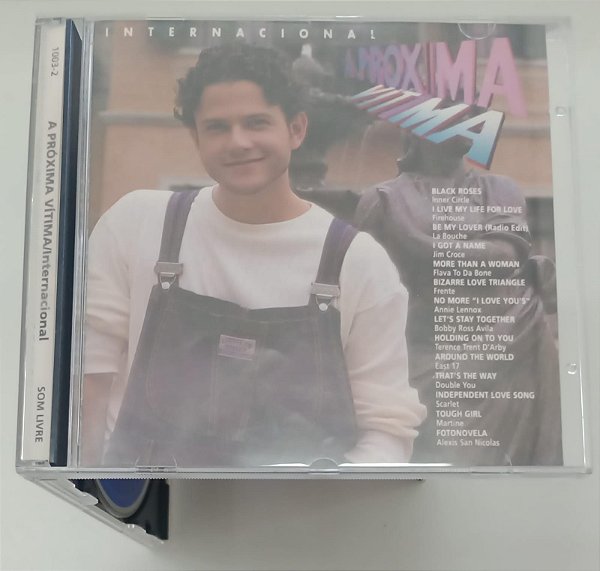 INTERNACIONAL
A PRÓXIMA
VÍTIMA
BLACK ROSES
Inner Circle
I LIVE MY LIFE FOR LOVE
Firehouse
BE MY LOVER (Radio Edit)
La Bouche
I GOT A NAME
Jim Croce
MORE THAN A WOMAN
Flava To Da Bone
BIZARRE LOVE TRIANGLE
Frente
NO MORE "I LOVE YOU'S"
Annie Lennox
LET'S STAY TOGETHER
Bobby Ross Avila
HOLDING ON TO YOU
Terence Trent D'Arby
AROUND THE WORLD
East 17
THAT'S THE WAY
Double You
INDEPENDENT LOVE SONG
Scarlet
TOUGH GIRL
Martine
FOTONOVELA
Alexis San Nicolas
1003-2
A PRÓXIMA VÍTIMA/Internacional
SOM LIVRE